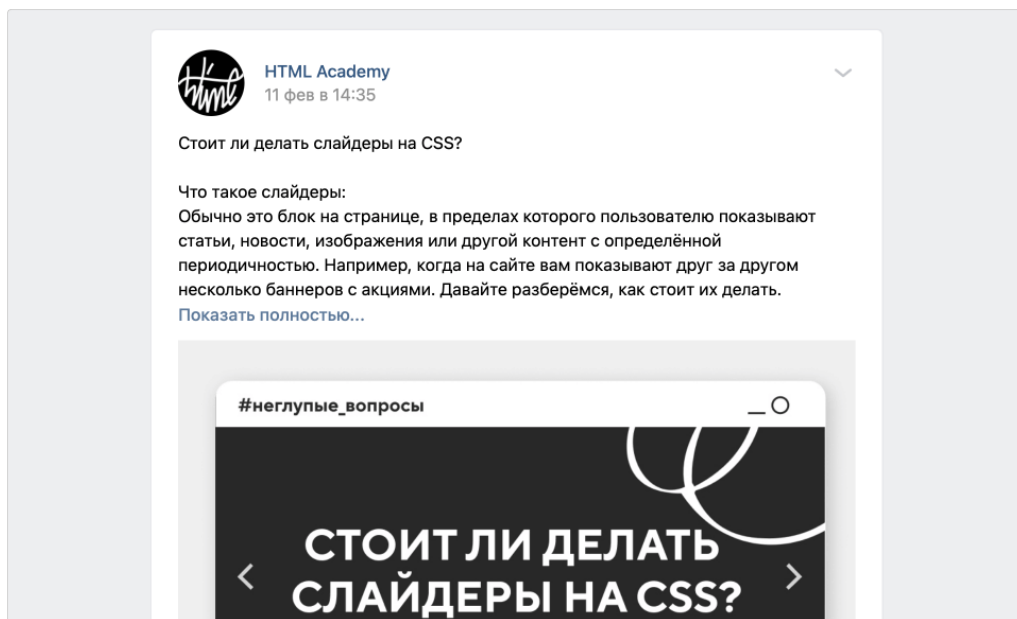 html
HTML Academy
11 фев в 14:35
Стоит ли делать слайдеры на CSS?
Что такое слайдеры:
Обычно это блок на странице, в пределах которого пользователю показывают
статьи, новости, изображения или другой контент с определённой
периодичностью. Например, когда на сайте вам показывают друг за другом
несколько баннеров с акциями. Давайте разберёмся, как стоит их делать.
Показать полностью...
#неглупые_вопросы
СТОИТ ЛИ ДЕЛАТЬ
СЛАЙДЕРЫ НА CSS?